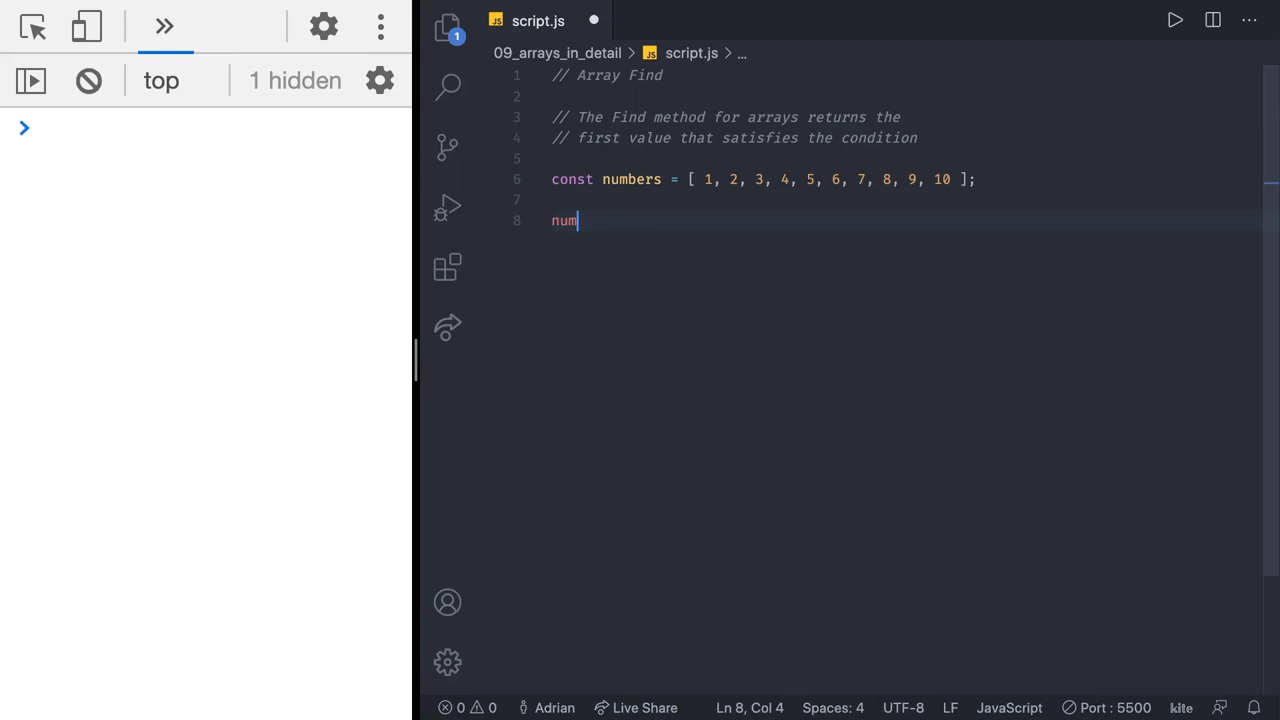 top
1 hidden
JS script.js
1
09_arrays_in_detail > JS script.js > ...
1 // Array Find
2
3 // The Find method for arrays returns the
4 // first value that satisfies the condition
5
6 const numbers = [ 1, 2, 3, 4, 5, 6, 7, 8, 9, 10 ];
7
8 num
0 0 Adrian Live Share Ln 8, Col 4 Spaces: 4 UTF-8 LF JavaScript Port : 5500 kite